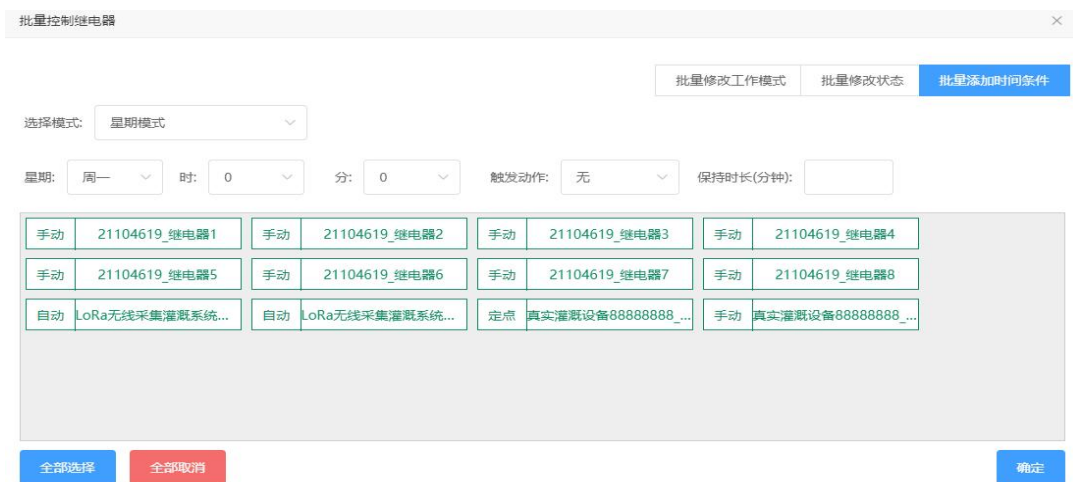 批量控制继电器
批量修改工作模式 批量修改状态 批量添加时间条件
选择模式: 星期模式
星期: 周一 时: 0 分: 0 触发动作: 无 保持时长(分钟):
手动 21104619_继电器1 手动 21104619_继电器2 手动 21104619_继电器3 手动 21104619_继电器4
手动 21104619_继电器5 手动 21104619_继电器6 手动 21104619_继电器7 手动 21104619_继电器8
自动 LoRa无线采集灌溉系统... 自动 LoRa无线采集灌溉系统... 定点 真实灌溉设备88888888_... 手动 真实灌溉设备88888888_...
全部选择 全部取消 确定